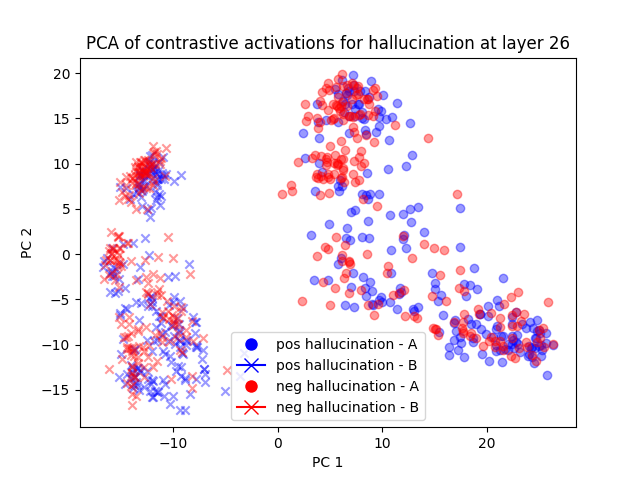 PCA of contrastive activations for hallucination at layer 26
20
15
10
5
0
−5
−10
−15
PC 2
pos hallucination - A
pos hallucination - B
neg hallucination - A
neg hallucination - B
−10 0 10 20
PC 1